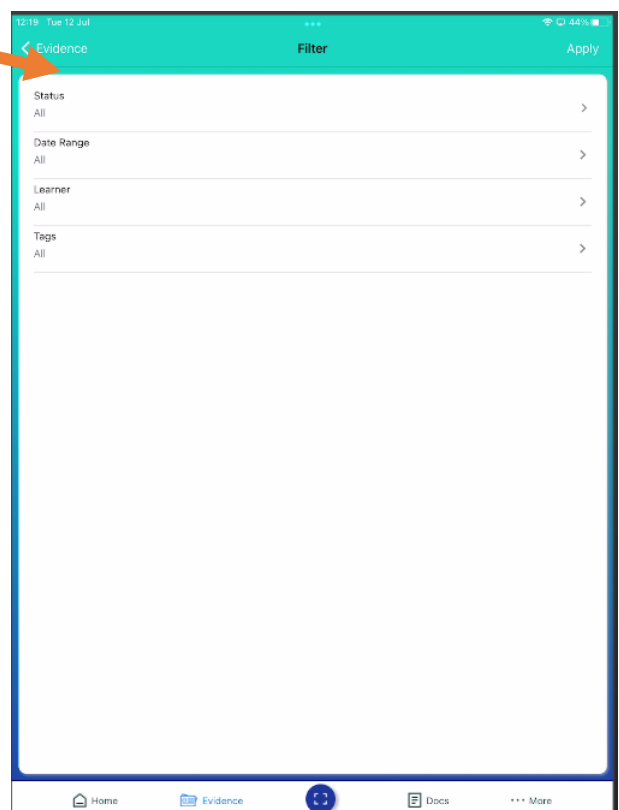 12:19 Tue 12 Jul 44%
Evidence Filter Apply
Status
All
Date Range
All
Learner
All
Tags
All
Home Evidence Docs More